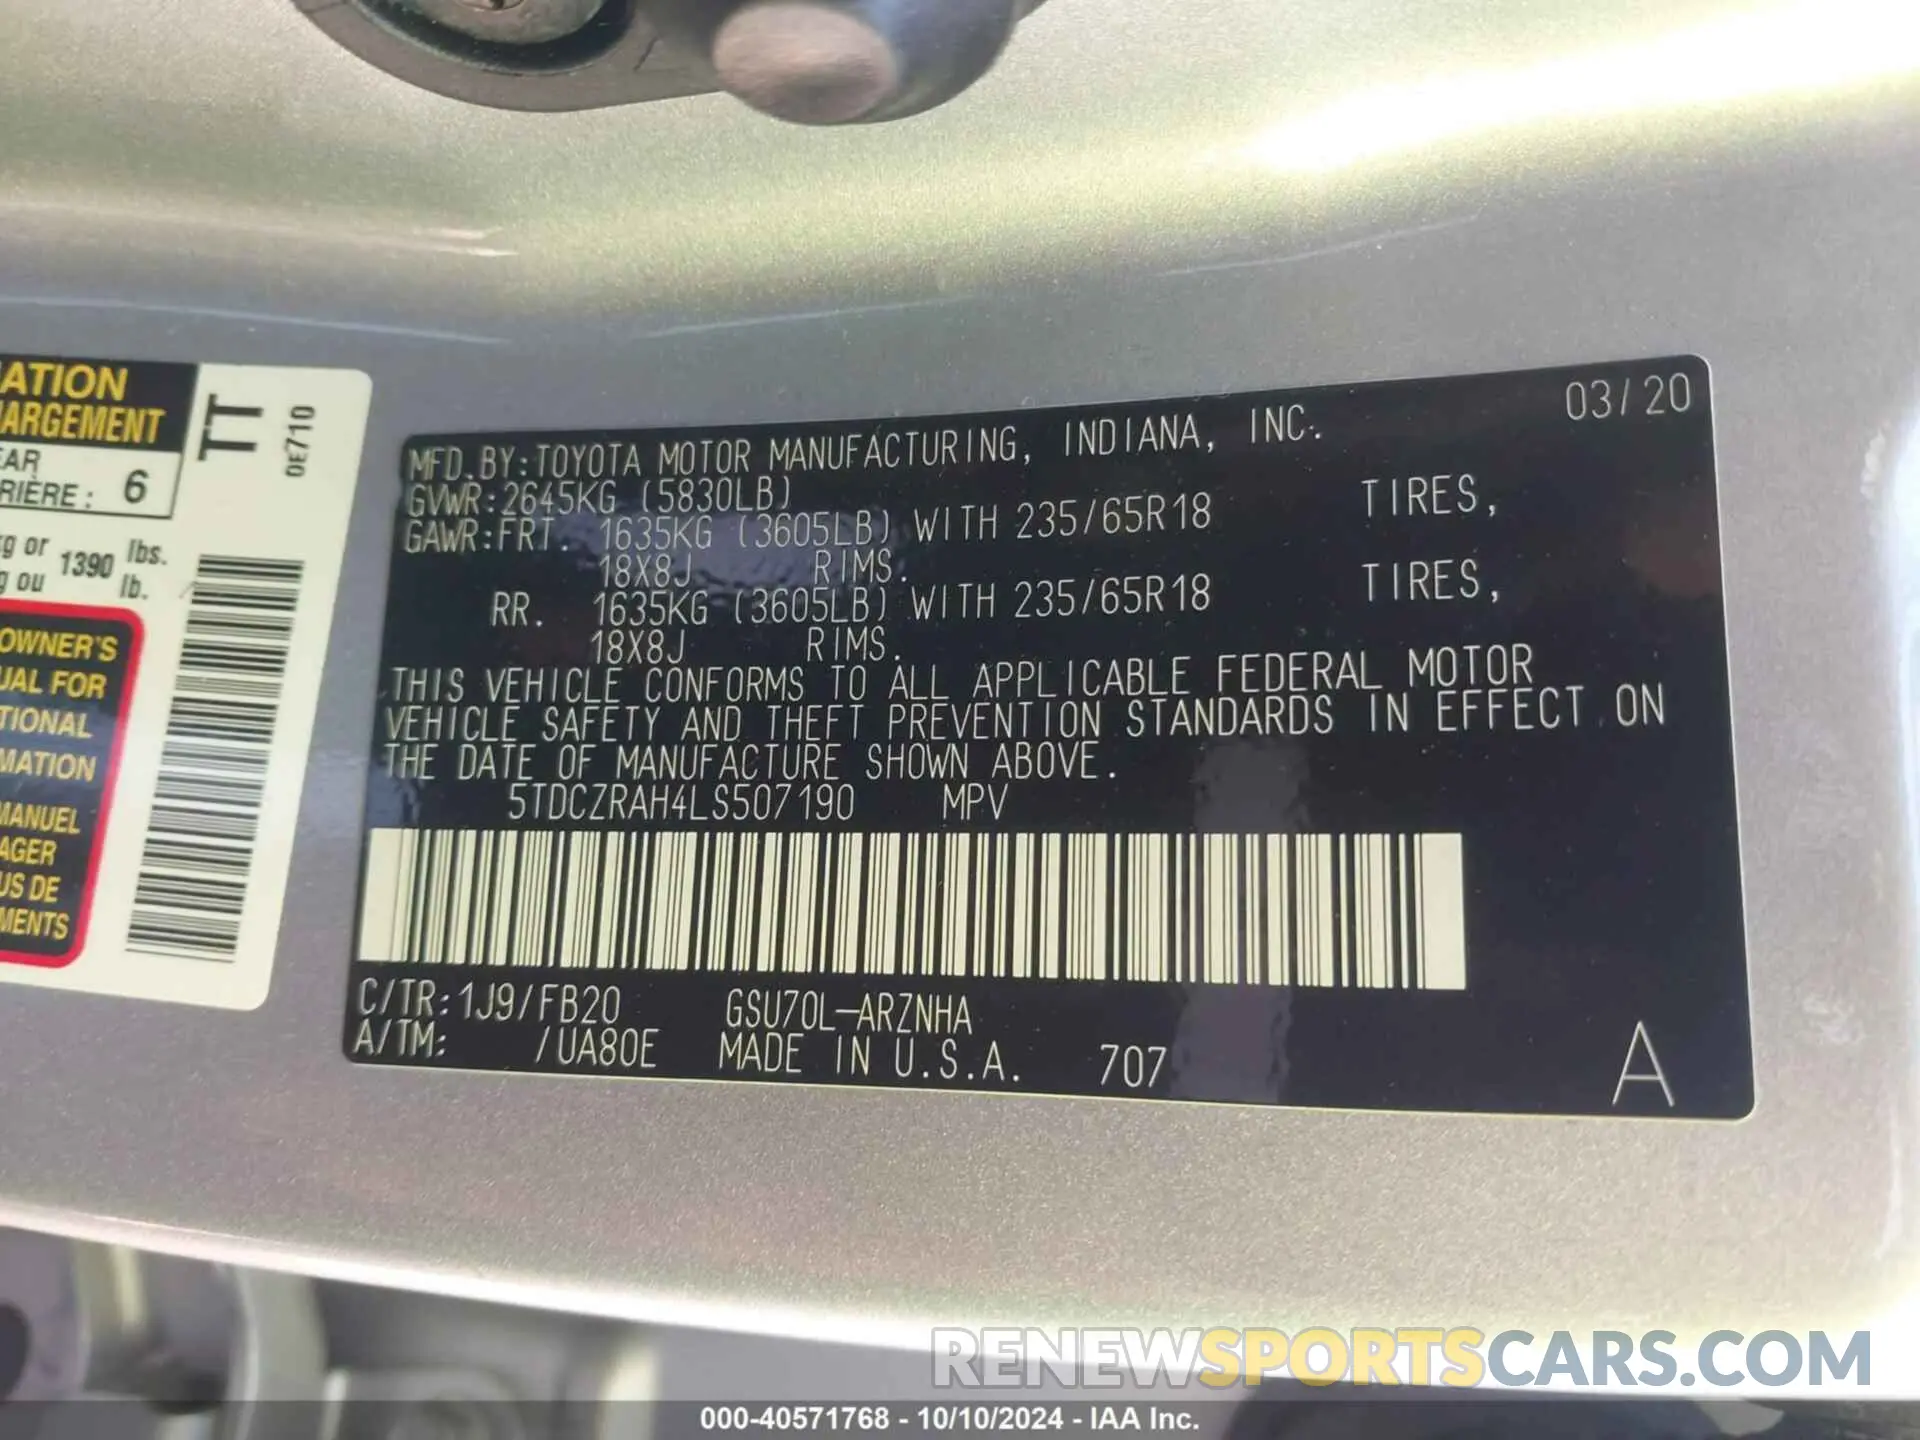 ATION
ARGEMENT
EAR
RIÈRE : 6
kg or 1390 lbs.
g ou lb.
OWNER'S
UAL FOR
TIONAL
MATION
MANUEL
AGER
US DE
MENTS
TT
0E710
03/20
MFD.BY:TOYOTA MOTOR MANUFACTURING, INDIANA, INC.
GVWR:2645KG (5830LB)
GAWR:FRT. 1635KG (3605LB) WITH 235/65R18 TIRES,
18X8J RIMS.
RR. 1635KG (3605LB) WITH 235/65R18 TIRES,
18X8J RIMS.
THIS VEHICLE CONFORMS TO ALL APPLICABLE FEDERAL MOTOR
VEHICLE SAFETY AND THEFT PREVENTION STANDARDS IN EFFECT ON
THE DATE OF MANUFACTURE SHOWN ABOVE.
5TDCZRAH4LS507190 MPV
C/TR:1J9/FB20 GSU70L-ARZNHA
A/TM: /UA80E MADE IN U.S.A. 707
A
RENEWSPORTSCARS.COM
000-40571768 - 10/10/2024 - IAA Inc.